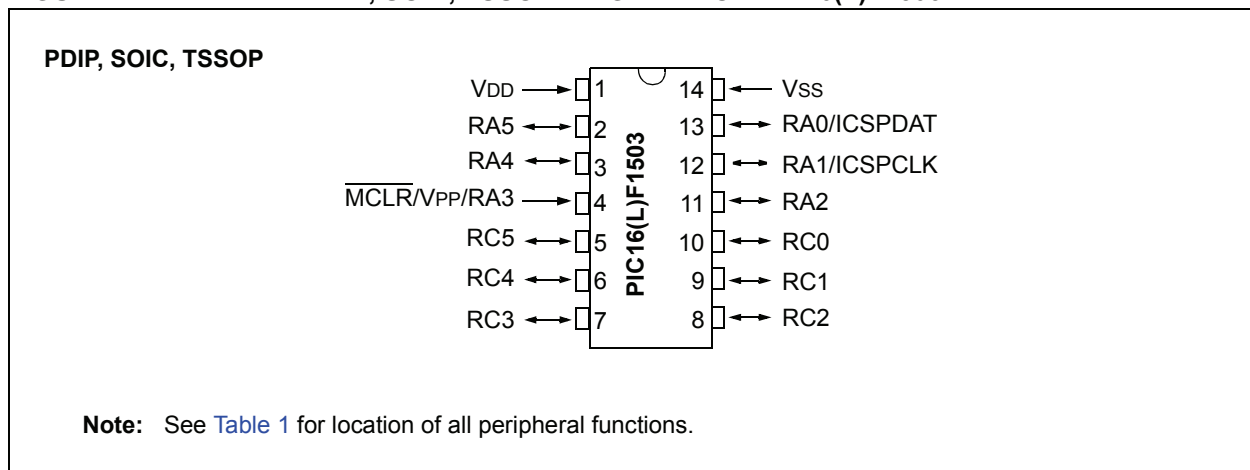 PDIP, SOIC, TSSOP
VDD 1 14 VSS
RA5 2 13 RA0/ICSPDAT
RA4 3 12 RA1/ICSPCLK
MCLR/VPP/RA3 4 11 RA2
RC5 5 10 RC0
RC4 6 9 RC1
RC3 7 8 RC2
PIC16(L)F1503
Note: See Table 1 for location of all peripheral functions.